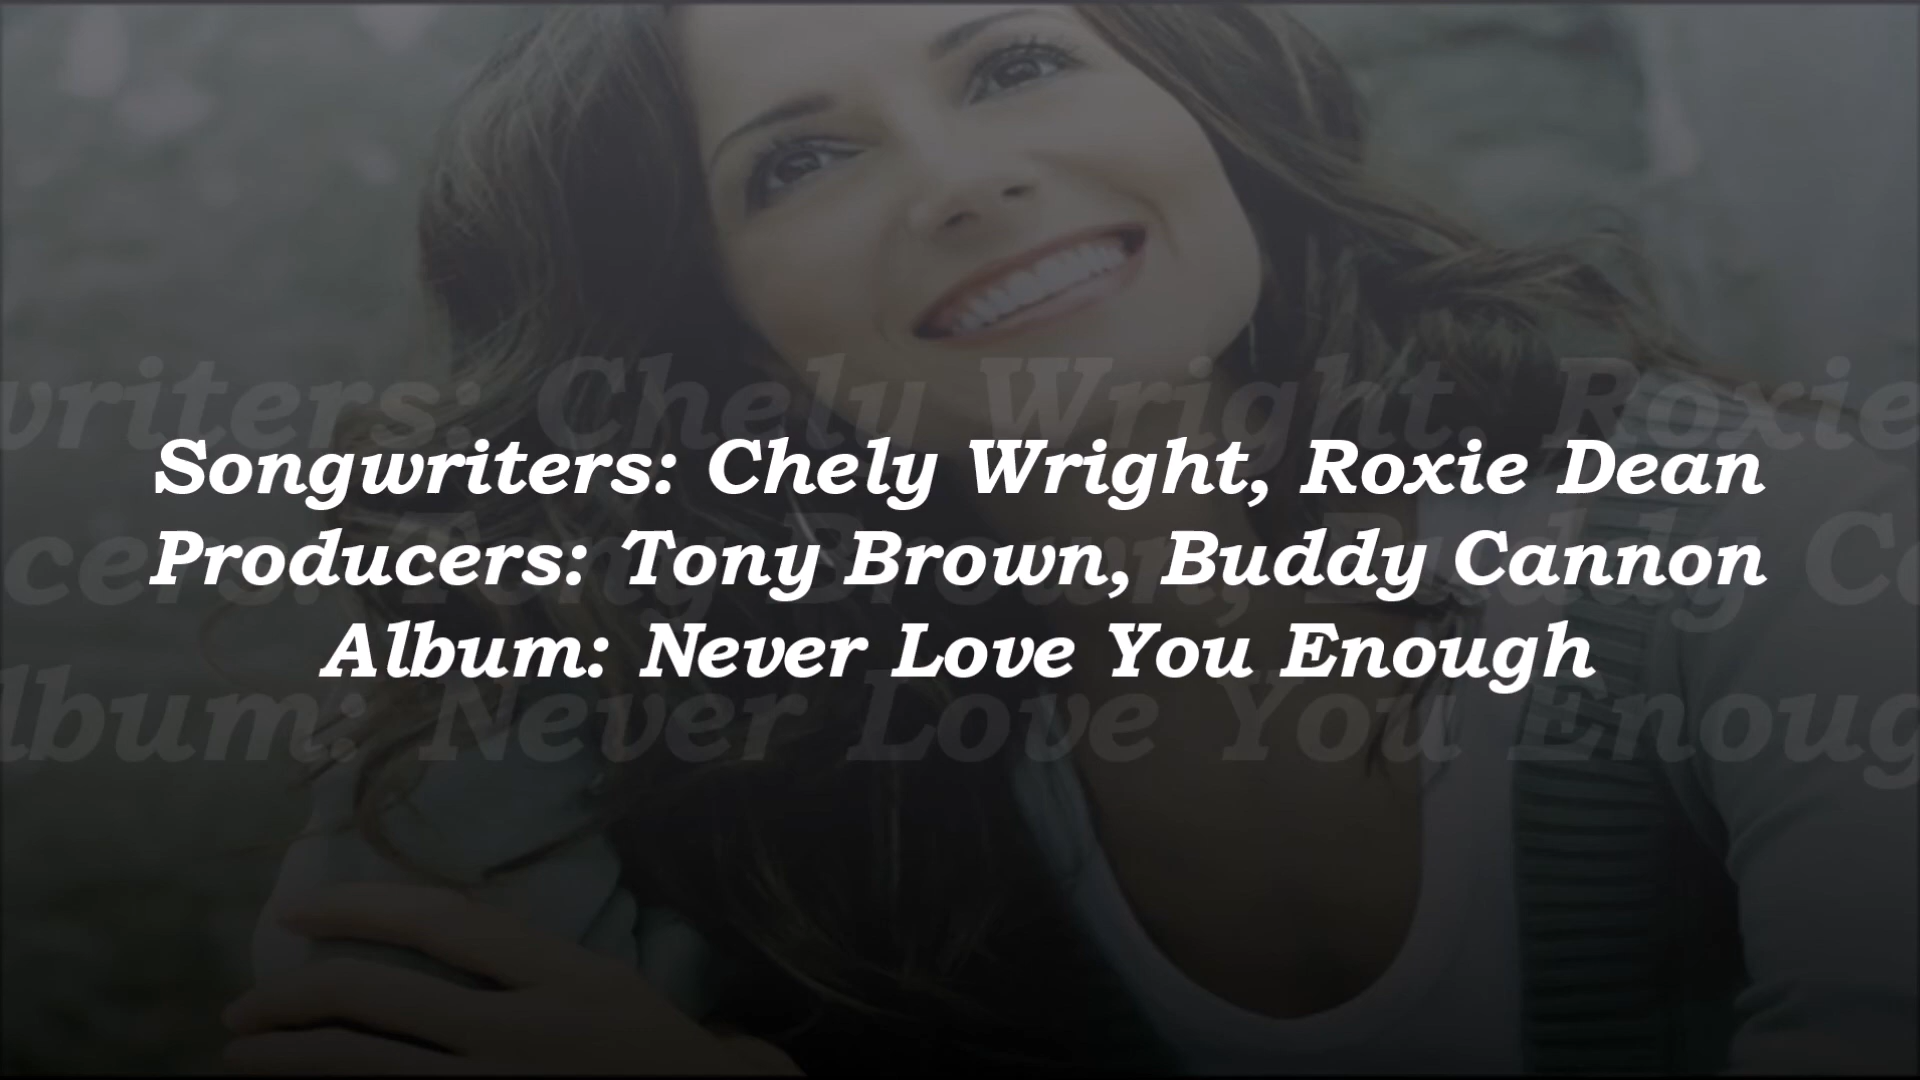 Songwriters: Chely Wright, Roxie Dean
Producers: Tony Brown, Buddy Cannon
Album: Never Love You Enough